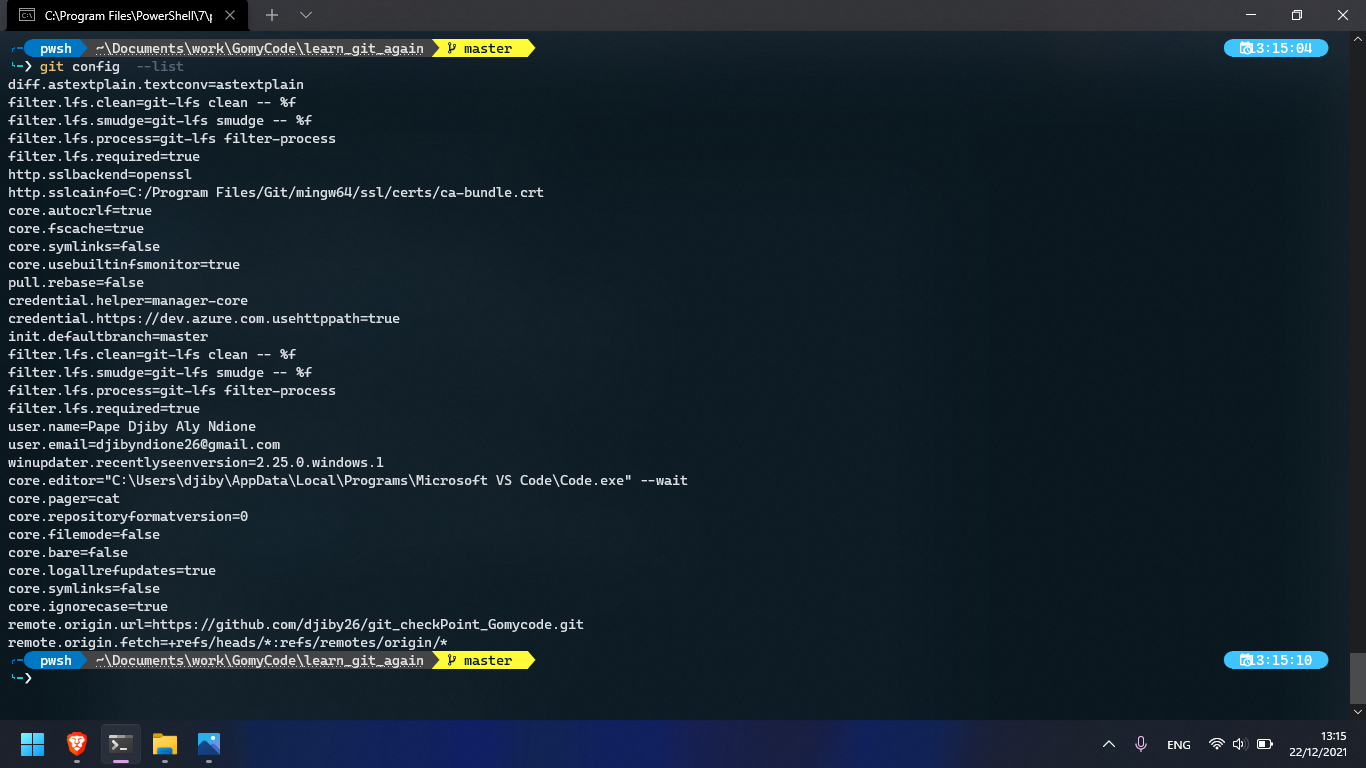 C:\Program Files\PowerShell\7\p
pwsh ~\Documents\work\GomyCode\learn_git_again master 13:15:04
git config --list
diff.astextplain.textconv=astextplain
filter.lfs.clean=git-lfs clean -- %f
filter.lfs.smudge=git-lfs smudge -- %f
filter.lfs.process=git-lfs filter-process
filter.lfs.required=true
http.sslbackend=openssl
http.sslcainfo=C:/Program Files/Git/mingw64/ssl/certs/ca-bundle.crt
core.autocrlf=true
core.fscache=true
core.symlinks=false
core.usebuiltinfsmonitor=true
pull.rebase=false
credential.helper=manager-core
credential.https://dev.azure.com.usehttppath=true
init.defaultbranch=master
filter.lfs.clean=git-lfs clean -- %f
filter.lfs.smudge=git-lfs smudge -- %f
filter.lfs.process=git-lfs filter-process
filter.lfs.required=true
user.name=Pape Djiby Aly Ndione
user.email=djibyndione26@gmail.com
winupdater.recentlyseenversion=2.25.0.windows.1
core.editor="C:\Users\djiby\AppData\Local\Programs\Microsoft VS Code\Code.exe" --wait
core.pager=cat
core.repositoryformatversion=0
core.filemode=false
core.bare=false
core.logallrefupdates=true
core.symlinks=false
core.ignorecase=true
remote.origin.url=https://github.com/djiby26/git_checkPoint_Gomycode.git
remote.origin.fetch=+refs/heads/*:refs/remotes/origin/*
pwsh ~\Documents\work\GomyCode\learn_git_again master 13:15:10
ENG
13:15
22/12/2021